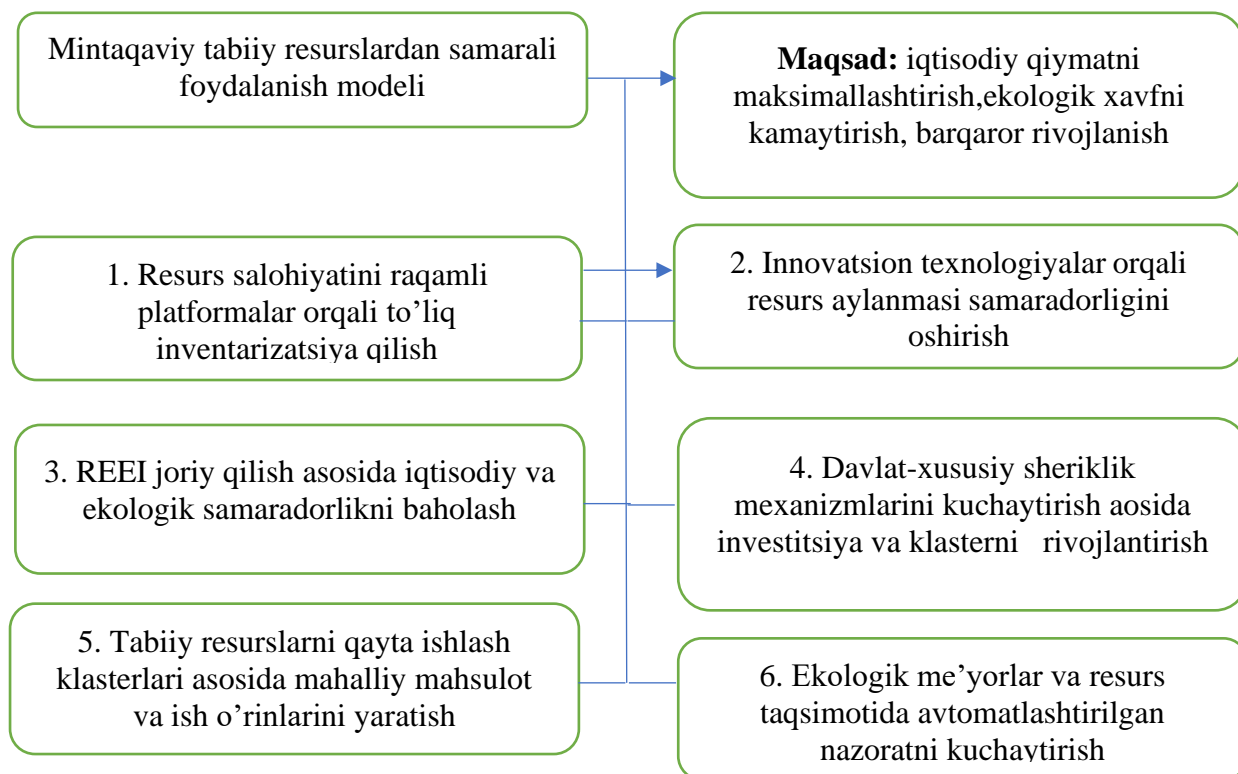 Mintaqaviy tabiiy resurslardan samarali
foydalanish modeli
Maqsad: iqtisodiy qiymatni
maksimallashtirish,ekologik xavfni
kamaytirish, barqaror rivojlanish
1. Resurs salohiyatini raqamli
platformalar orqali to’liq
inventarizatsiya qilish
2. Innovatsion texnologiyalar orqali
resurs aylanmasi samaradorligini
oshirish
3. REEI joriy qilish asosida iqtisodiy va
ekologik samaradorlikni baholash
4. Davlat-xususiy sheriklik
mexanizmlarini kuchaytirish aosida
investitsiya va klasterni rivojlantirish
5. Tabiiy resurslarni qayta ishlash
klasterlari asosida mahalliy mahsulot
va ish o’rinlarini yaratish
6. Ekologik me’yorlar va resurs
taqsimotida avtomatlashtirilgan
nazoratni kuchaytirish